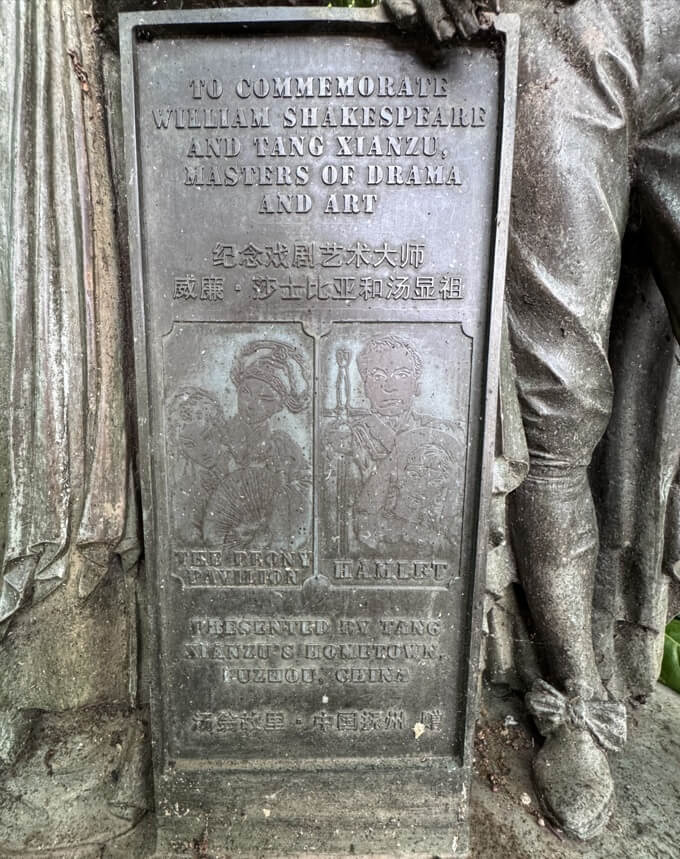 TO COMMEMORATE
WILLIAM SHAKESPEARE
AND TANG XIANZU,
MASTERS OF DRAMA
AND ART
纪念戏剧艺术大师
威廉·莎士比亚和汤显祖
THE PEONY
PAVILION
HAMLET
PRESENTED BY TANG
XIANZU'S HOMETOWN,
FUZHOU, CHINA
汤翁故里·中国抚州 赠